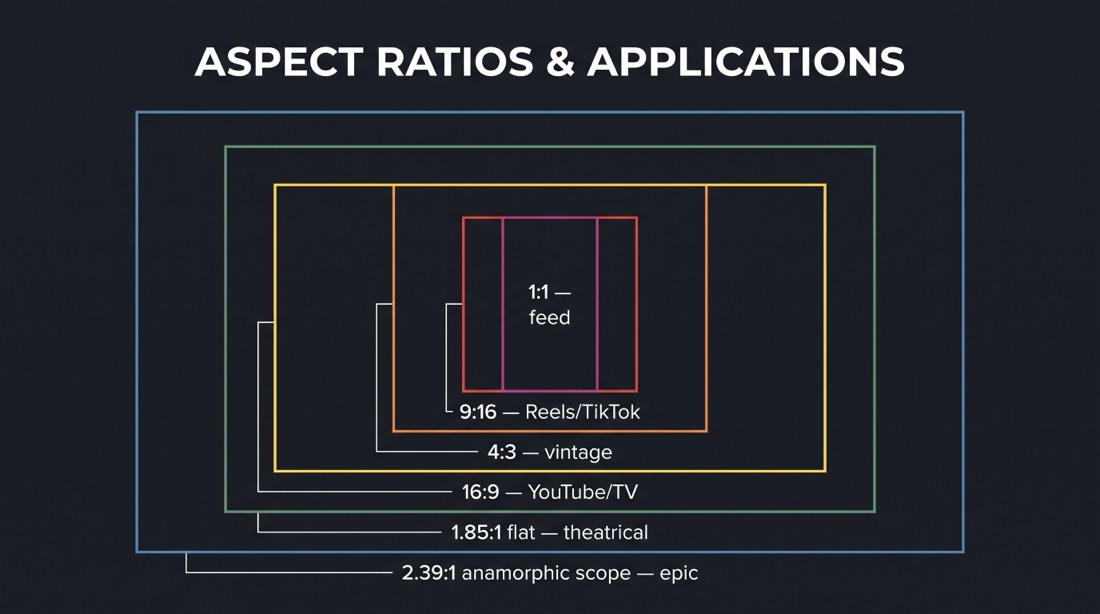 ASPECT RATIOS & APPLICATIONS
1:1 —
feed
9:16 — Reels/TikTok
4:3 — vintage
16:9 — YouTube/TV
1.85:1 flat — theatrical
2.39:1 anamorphic scope — epic